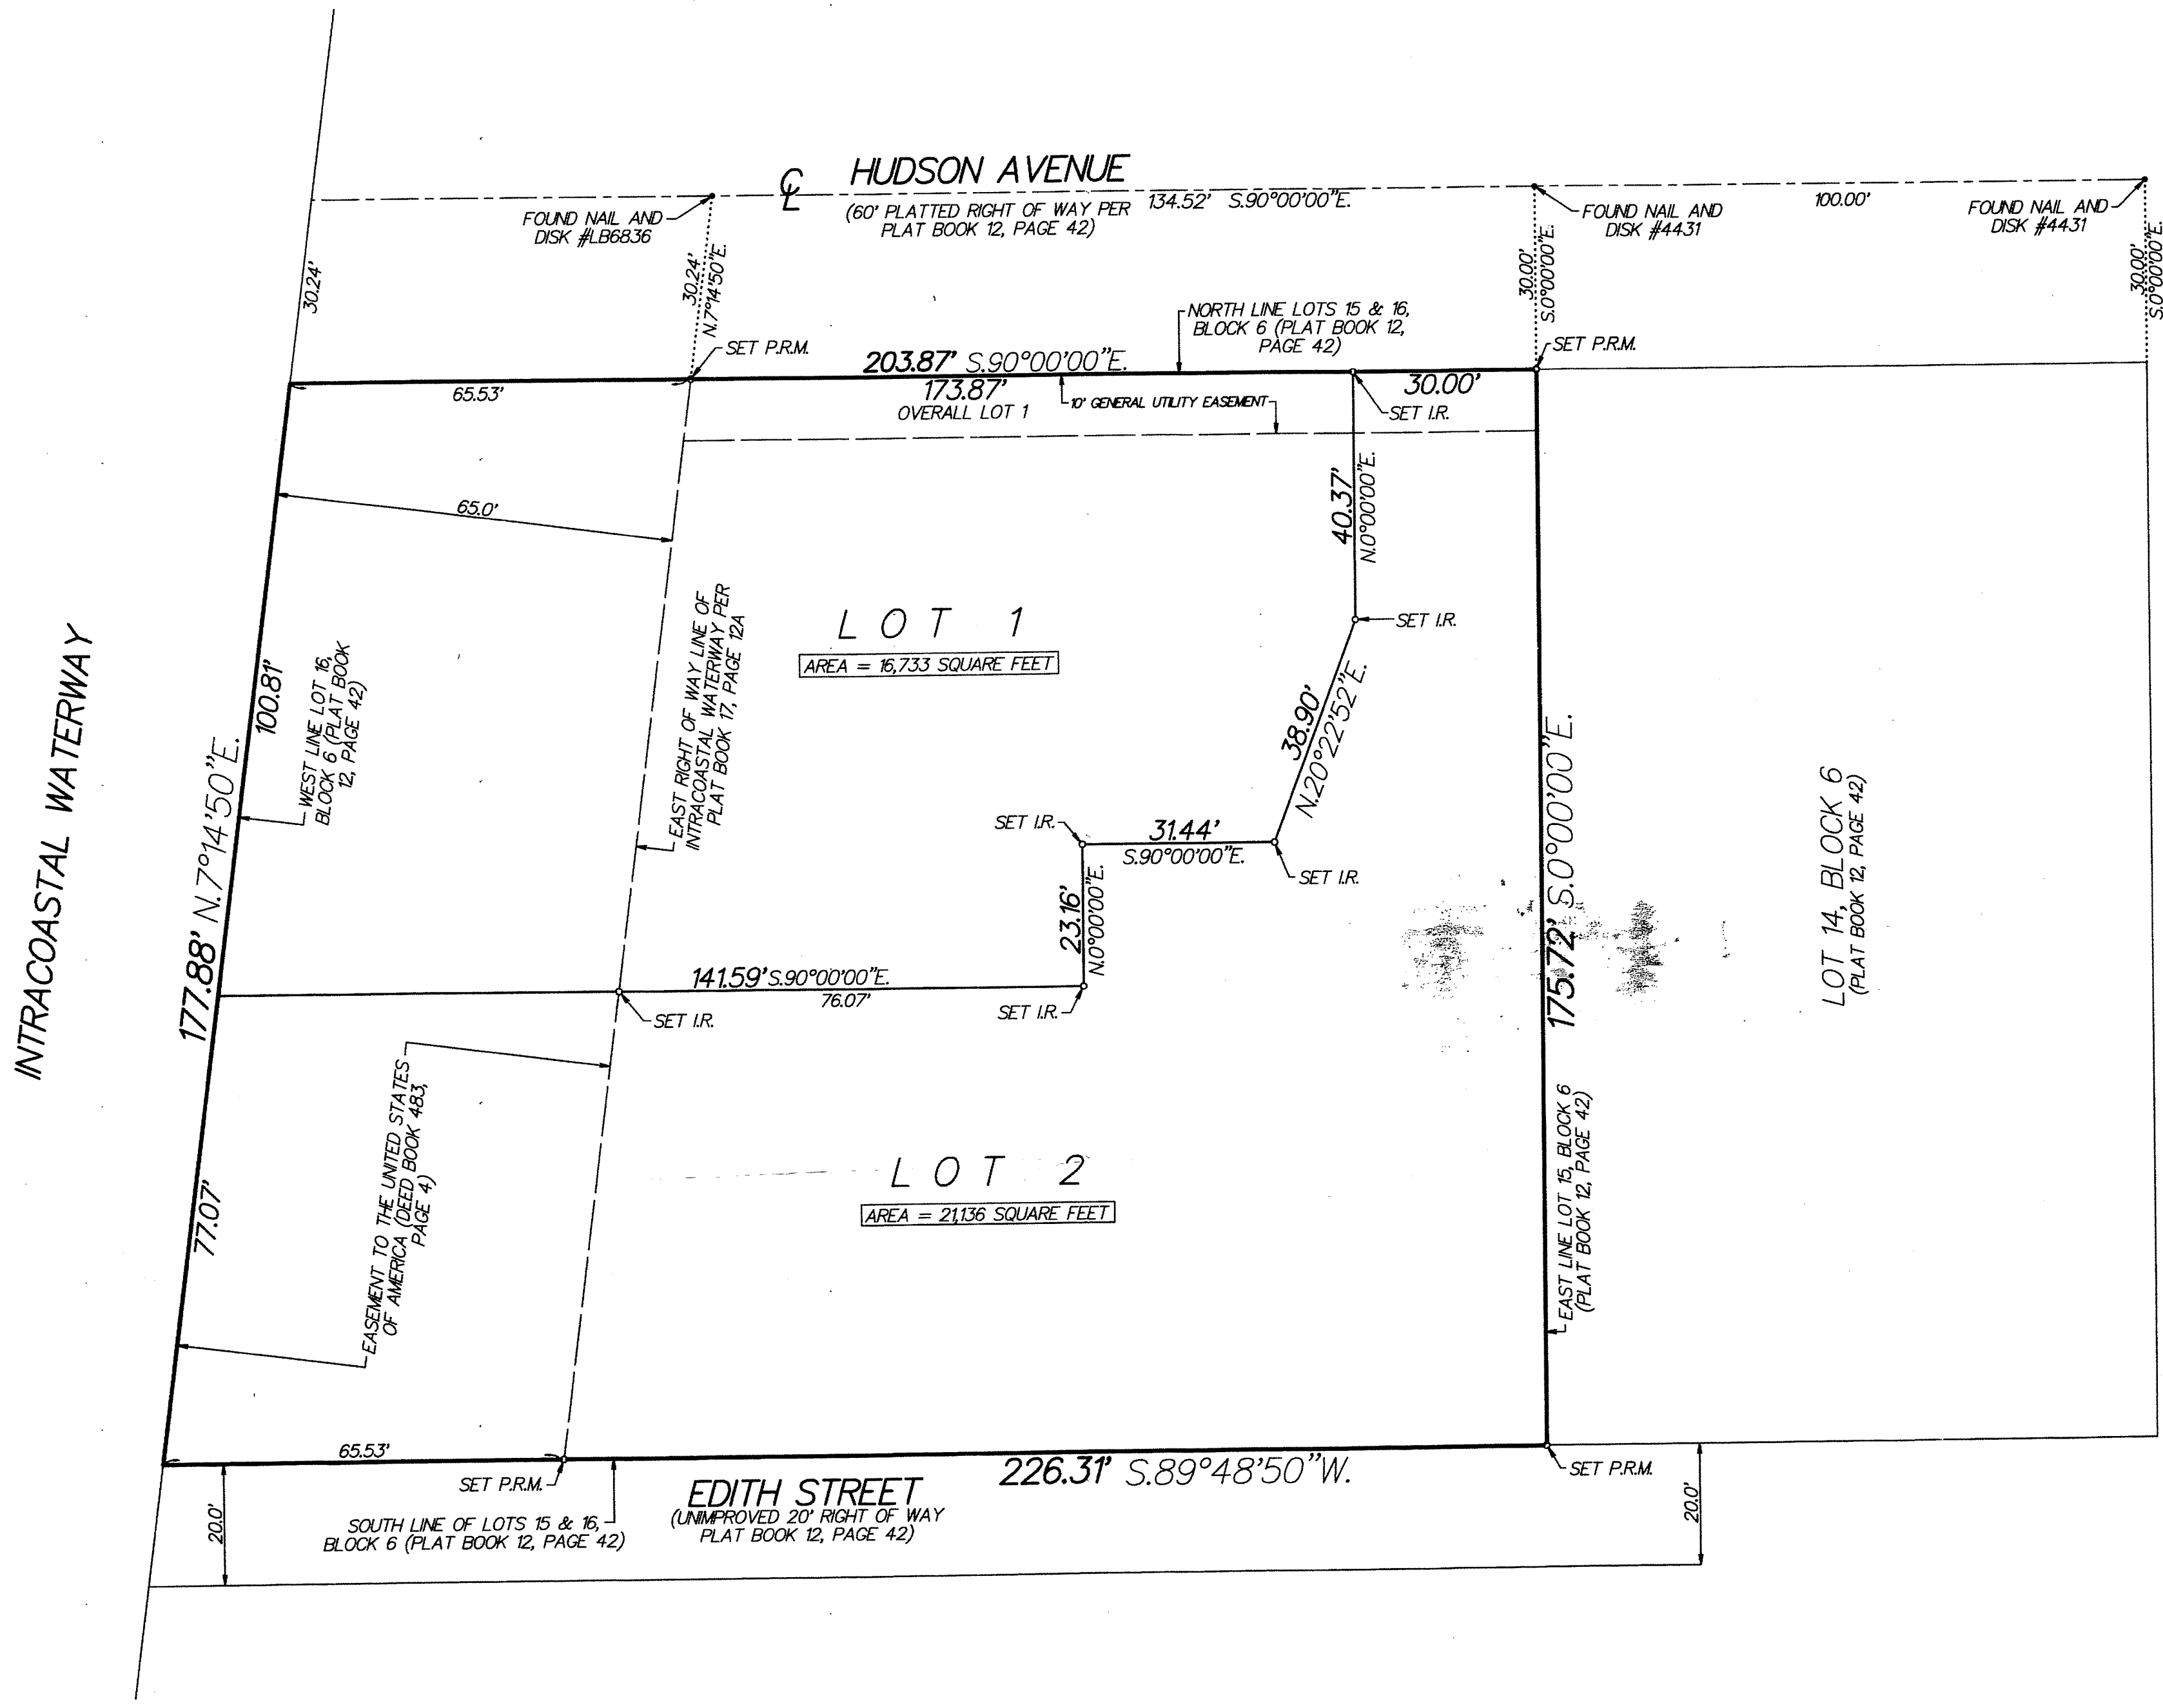 HUDSON AVENUE
(60' PLATTED RIGHT OF WAY PER
PLAT BOOK 12, PAGE 42)
134.52' S.90°00'00"E.
100.00'
FOUND NAIL AND
DISK #LB6836
FOUND NAIL AND
DISK #4431
FOUND NAIL AND
DISK #4431
30.24'
30.24'
N.7°14'50"E.
30.00'
S.0°00'00"E.
30.00'
S.0°00'00"E.
NORTH LINE LOTS 15 & 16,
BLOCK 6 (PLAT BOOK 12,
PAGE 42)
SET P.R.M.
SET P.R.M.
203.87' S.90°00'00"E.
65.53'
173.87'
OVERALL LOT 1
10' GENERAL UTILITY EASEMENT
30.00'
SET I.R.
65.0'
40.37'
N.0°00'00"E.
LOT 1
AREA = 16,733 SQUARE FEET
SET I.R.
EAST RIGHT OF WAY LINE OF
INTRACOASTAL WATERWAY PER
PLAT BOOK 17, PAGE 12A
WEST LINE LOT 16,
BLOCK 6 (PLAT BOOK
12, PAGE 42)
100.81'
177.88' N.7°14'50"E.
INTRACOASTAL WATERWAY
38.90'
N.20°22'52"E.
SET I.R.
31.44'
S.90°00'00"E.
SET I.R.
23.16'
N.0°00'00"E.
175.72' S.0°00'00"E.
LOT 14, BLOCK 6
(PLAT BOOK 12, PAGE 42)
141.59' S.90°00'00"E.
76.07'
SET I.R.
SET I.R.
EASEMENT TO THE UNITED STATES
OF AMERICA (DEED BOOK 483,
PAGE 4)
77.07'
LOT 2
AREA = 21,136 SQUARE FEET
EAST LINE LOT 15, BLOCK 6
(PLAT BOOK 12, PAGE 42)
65.53'
SET P.R.M.
226.31' S.89°48'50"W.
SET P.R.M.
EDITH STREET
(UNIMPROVED 20' RIGHT OF WAY
PLAT BOOK 12, PAGE 42)
SOUTH LINE OF LOTS 15 & 16,
BLOCK 6 (PLAT BOOK 12, PAGE 42)
20.0'
20.0'